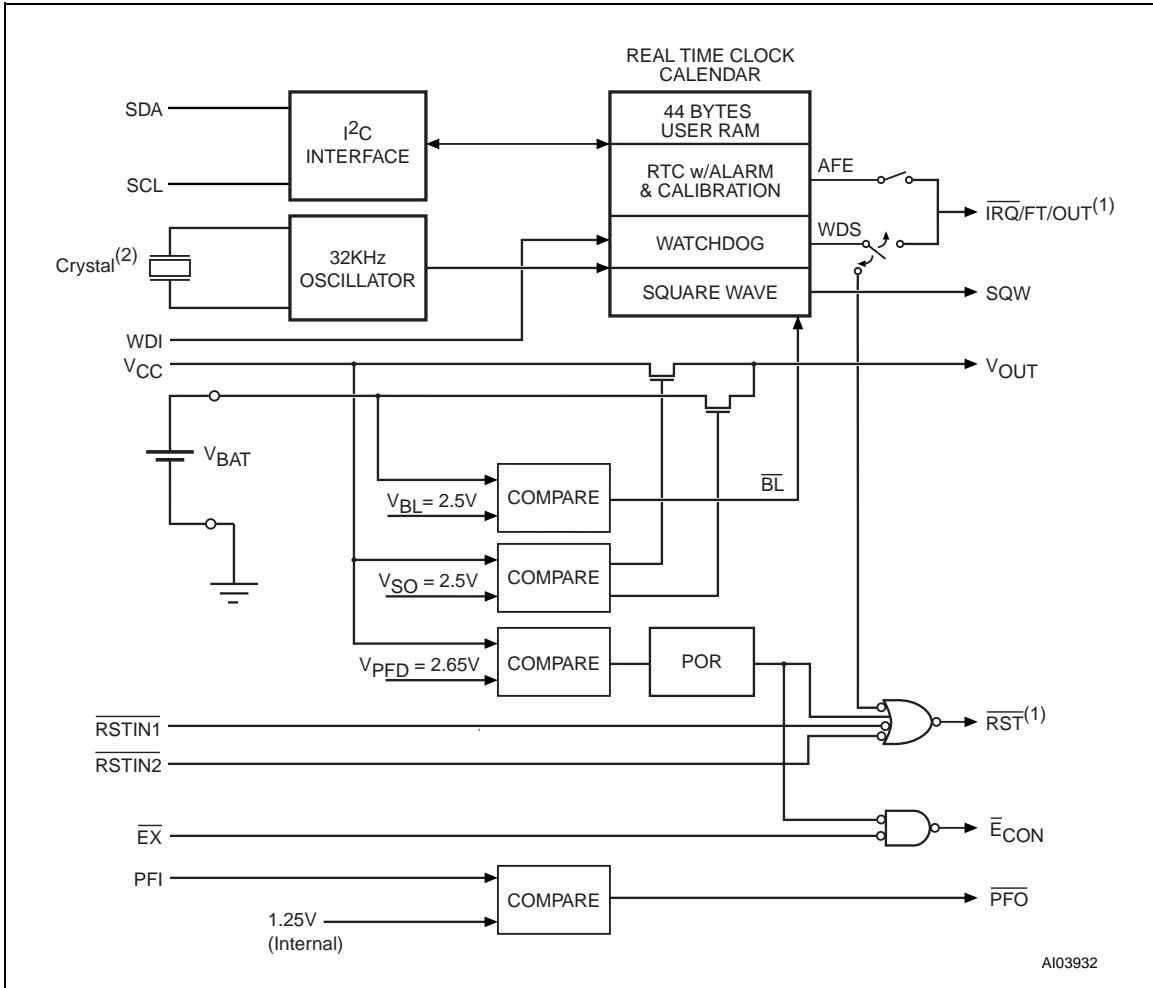 REAL TIME CLOCK
CALENDAR
SDA
SCL
I²C
INTERFACE
44 BYTES
USER RAM
RTC w/ALARM
& CALIBRATION
WATCHDOG
SQUARE WAVE
AFE
WDS
IRQ/FT/OUT(1)
SQW
Crystal(2)
32KHz
OSCILLATOR
WDI
VCC
VOUT
VBAT
VBL= 2.5V
COMPARE
BL
VSO = 2.5V
COMPARE
VPFD = 2.65V
COMPARE
POR
RSTIN1
RST(1)
RSTIN2
EX
ECON
PFI
COMPARE
PFO
1.25V
(Internal)
AI03932